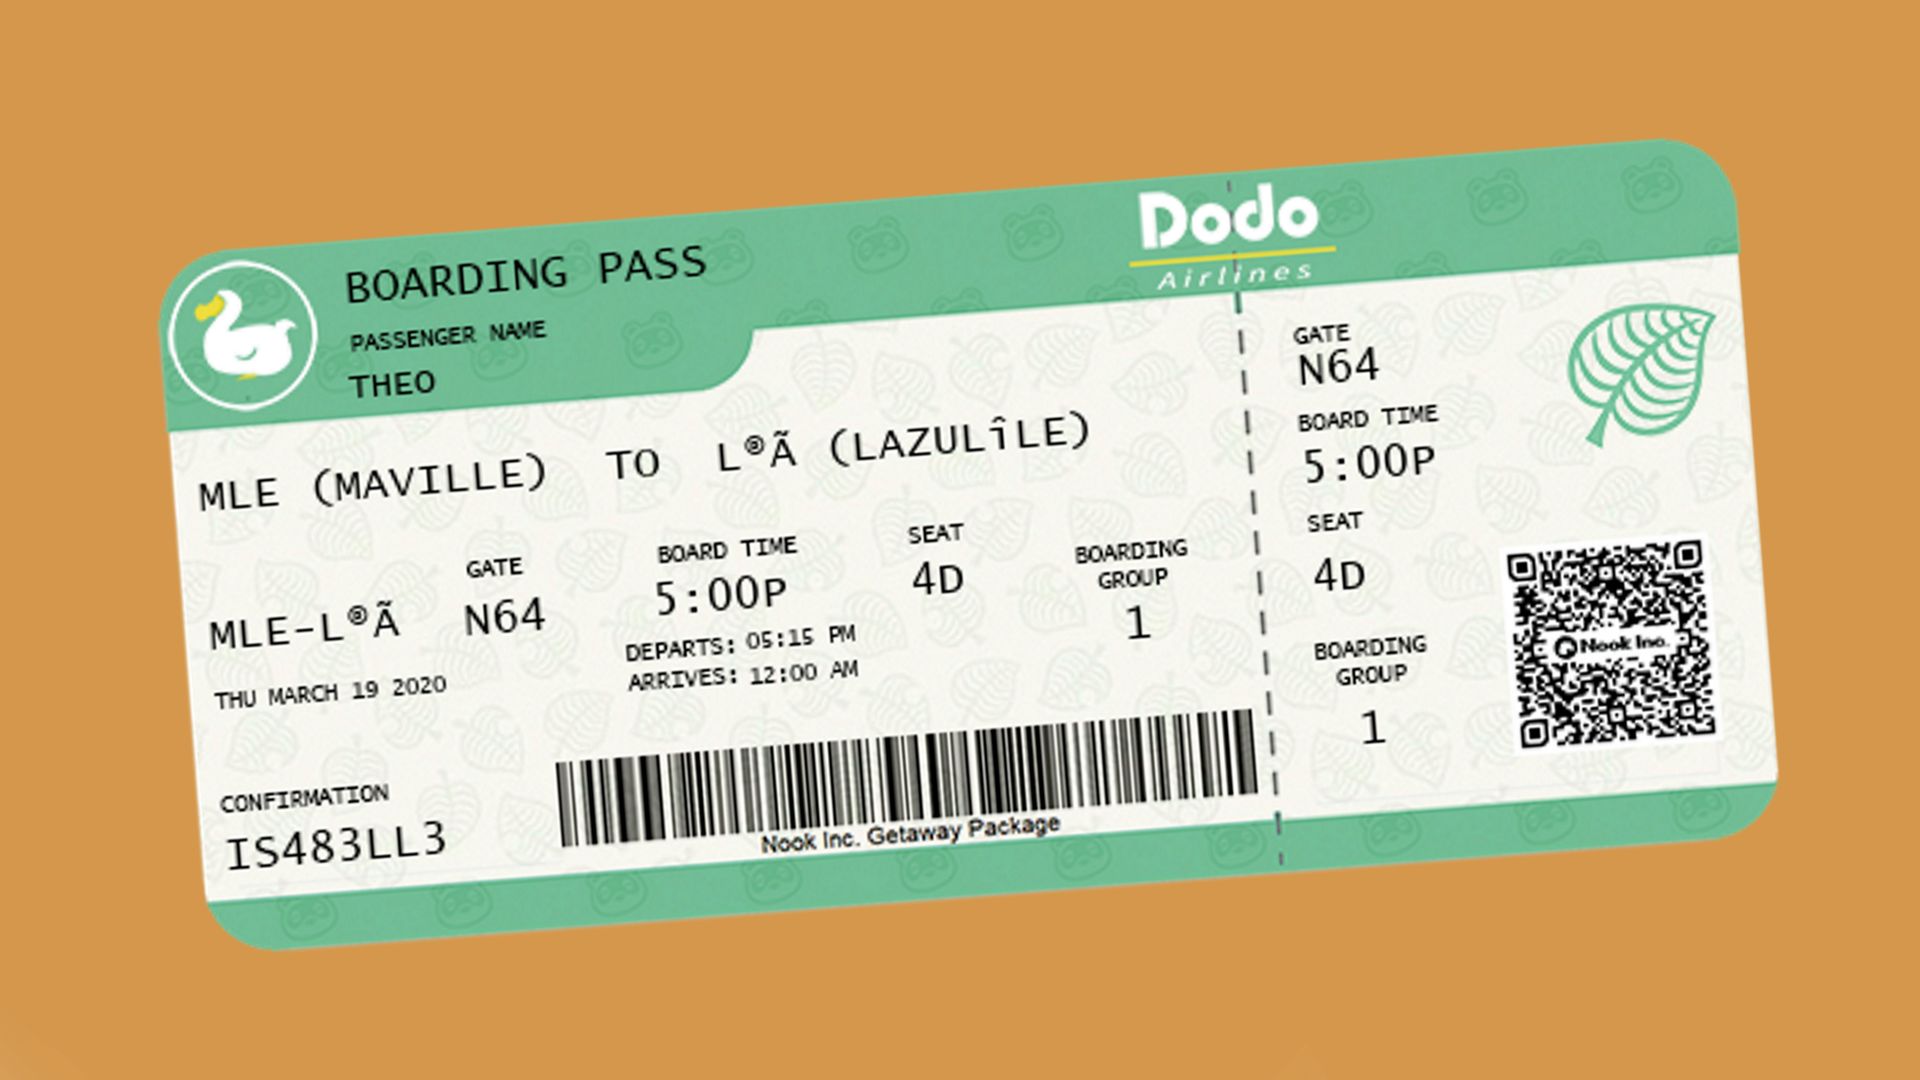 Dodo
Airlines
BOARDING PASS
PASSENGER NAME
THEO
MLE (MAVILLE) TO L®Ã (LAZULîLE)
MLE-L®Ã
THU MARCH 19 2020
GATE
N64
BOARD TIME
5:00P
DEPARTS: 05:15 PM
ARRIVES: 12:00 AM
SEAT
4D
BOARDING
GROUP
1
CONFIRMATION
IS483LL3
Nook Inc. Getaway Package
GATE
N64
BOARD TIME
5:00P
SEAT
4D
BOARDING
GROUP
1
Nook Inc.